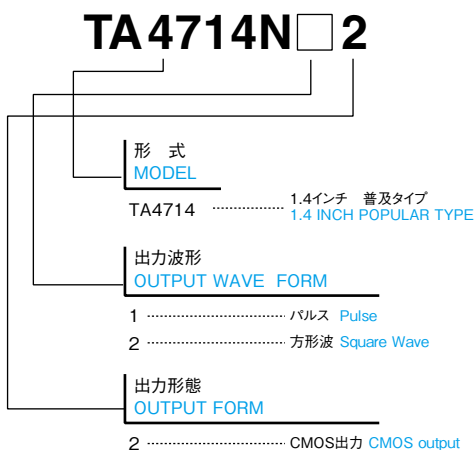 TA4714N□2
形 式
MODEL
TA4714 ·················· 1.4インチ 普及タイプ
1.4 INCH POPULAR TYPE
出力波形
OUTPUT WAVE FORM
1 ·································· パルス Pulse
2 ·································· 方形波 Square Wave
出力形態
OUTPUT FORM
2 ·································· CMOS出力 CMOS output